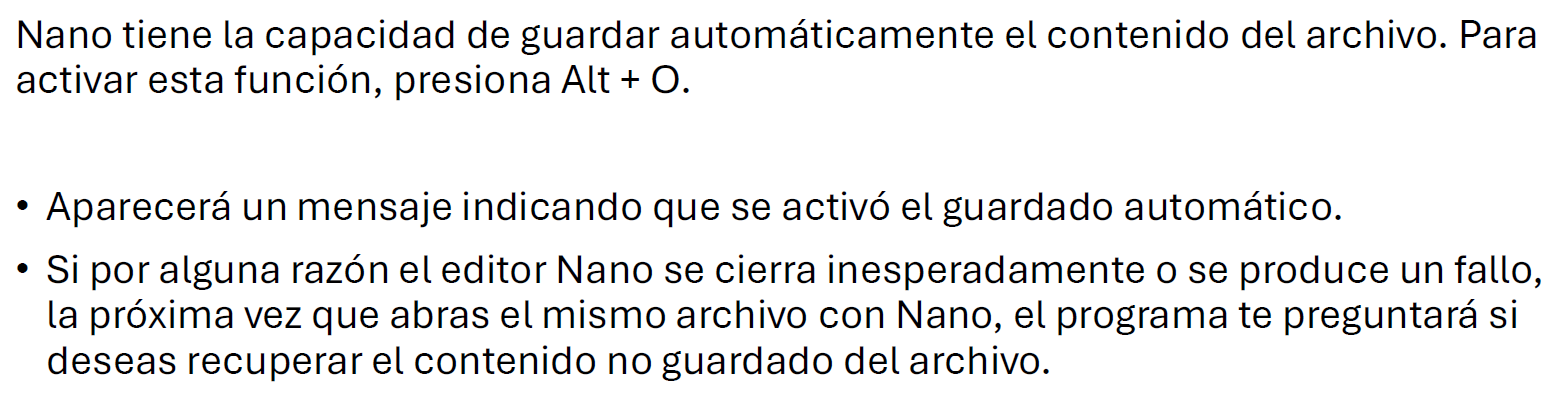 Nano tiene la capacidad de guardar automáticamente el contenido del archivo. Para
activar esta función, presiona Alt + O.
• Aparecerá un mensaje indicando que se activó el guardado automático.
• Si por alguna razón el editor Nano se cierra inesperadamente o se produce un fallo,
la próxima vez que abras el mismo archivo con Nano, el programa te preguntará si
deseas recuperar el contenido no guardado del archivo.